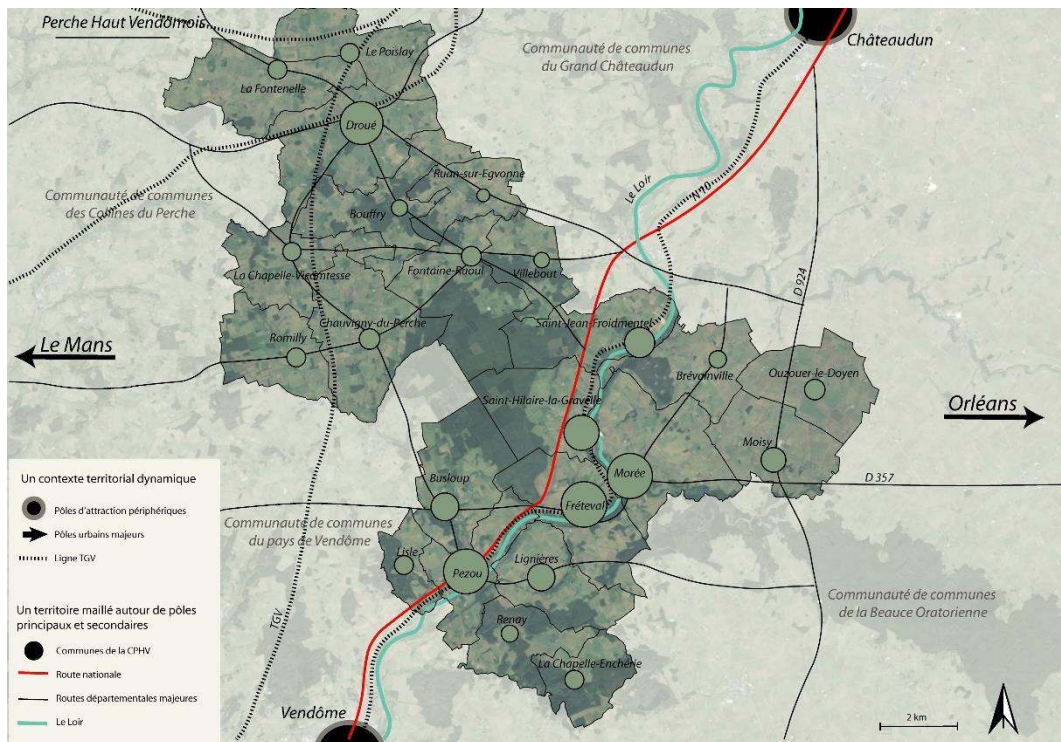 Perche Haut Vendômois
Châteaudun
Communauté de communes
du Grand Châteaudun
Le Poislay
La Fontenelle
Droué
Ruan-sur-Egvonne
Communauté de communes
des Collines du Perche
Bouffry
Le Loir
N 10
La Chapelle-Vicomtesse
Fontaine-Raoul
Villebout
D 924
Chauvigny-du-Perche
Saint-Jean-Froidmentel
Romilly
Le Mans
Brévainville
Ouzouer-le-Doyen
Saint-Hilaire-la-Gravelle
Orléans
Moisy
Morée
D 357
Busloup
Fréteval
Communauté de communes
du pays de Vendôme
Lisle
Pezou
Lignières
Communauté de communes
de la Beauce Oratorienne
TGV
Renay
La Chapelle-Enchérie
Vendôme
2 km
Un contexte territorial dynamique
Pôles d'attraction périphériques
Pôles urbains majeurs
Ligne TGV
Un territoire maillé autour de pôles
principaux et secondaires
Communes de la CPHV
Route nationale
Routes départementales majeures
Le Loir